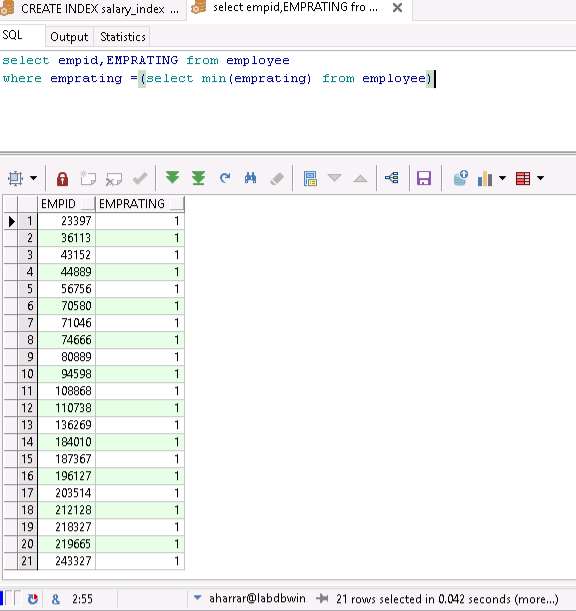 CREATE INDEX salary_index ...
select empid,EMPRATING fro ...
SQL Output Statistics
select empid,EMPRATING from employee
where emprating =(select min(emprating) from employee)
EMPID EMPRATING
1 23397 1
2 36113 1
3 43152 1
4 44889 1
5 56756 1
6 70580 1
7 71046 1
8 74666 1
9 80889 1
10 94598 1
11 108868 1
12 110738 1
13 136269 1
14 184010 1
15 187367 1
16 196127 1
17 203514 1
18 212128 1
19 218327 1
20 219665 1
21 243327 1
& 2:55 aharrar@labdbwin 21 rows selected in 0.042 seconds (more...)